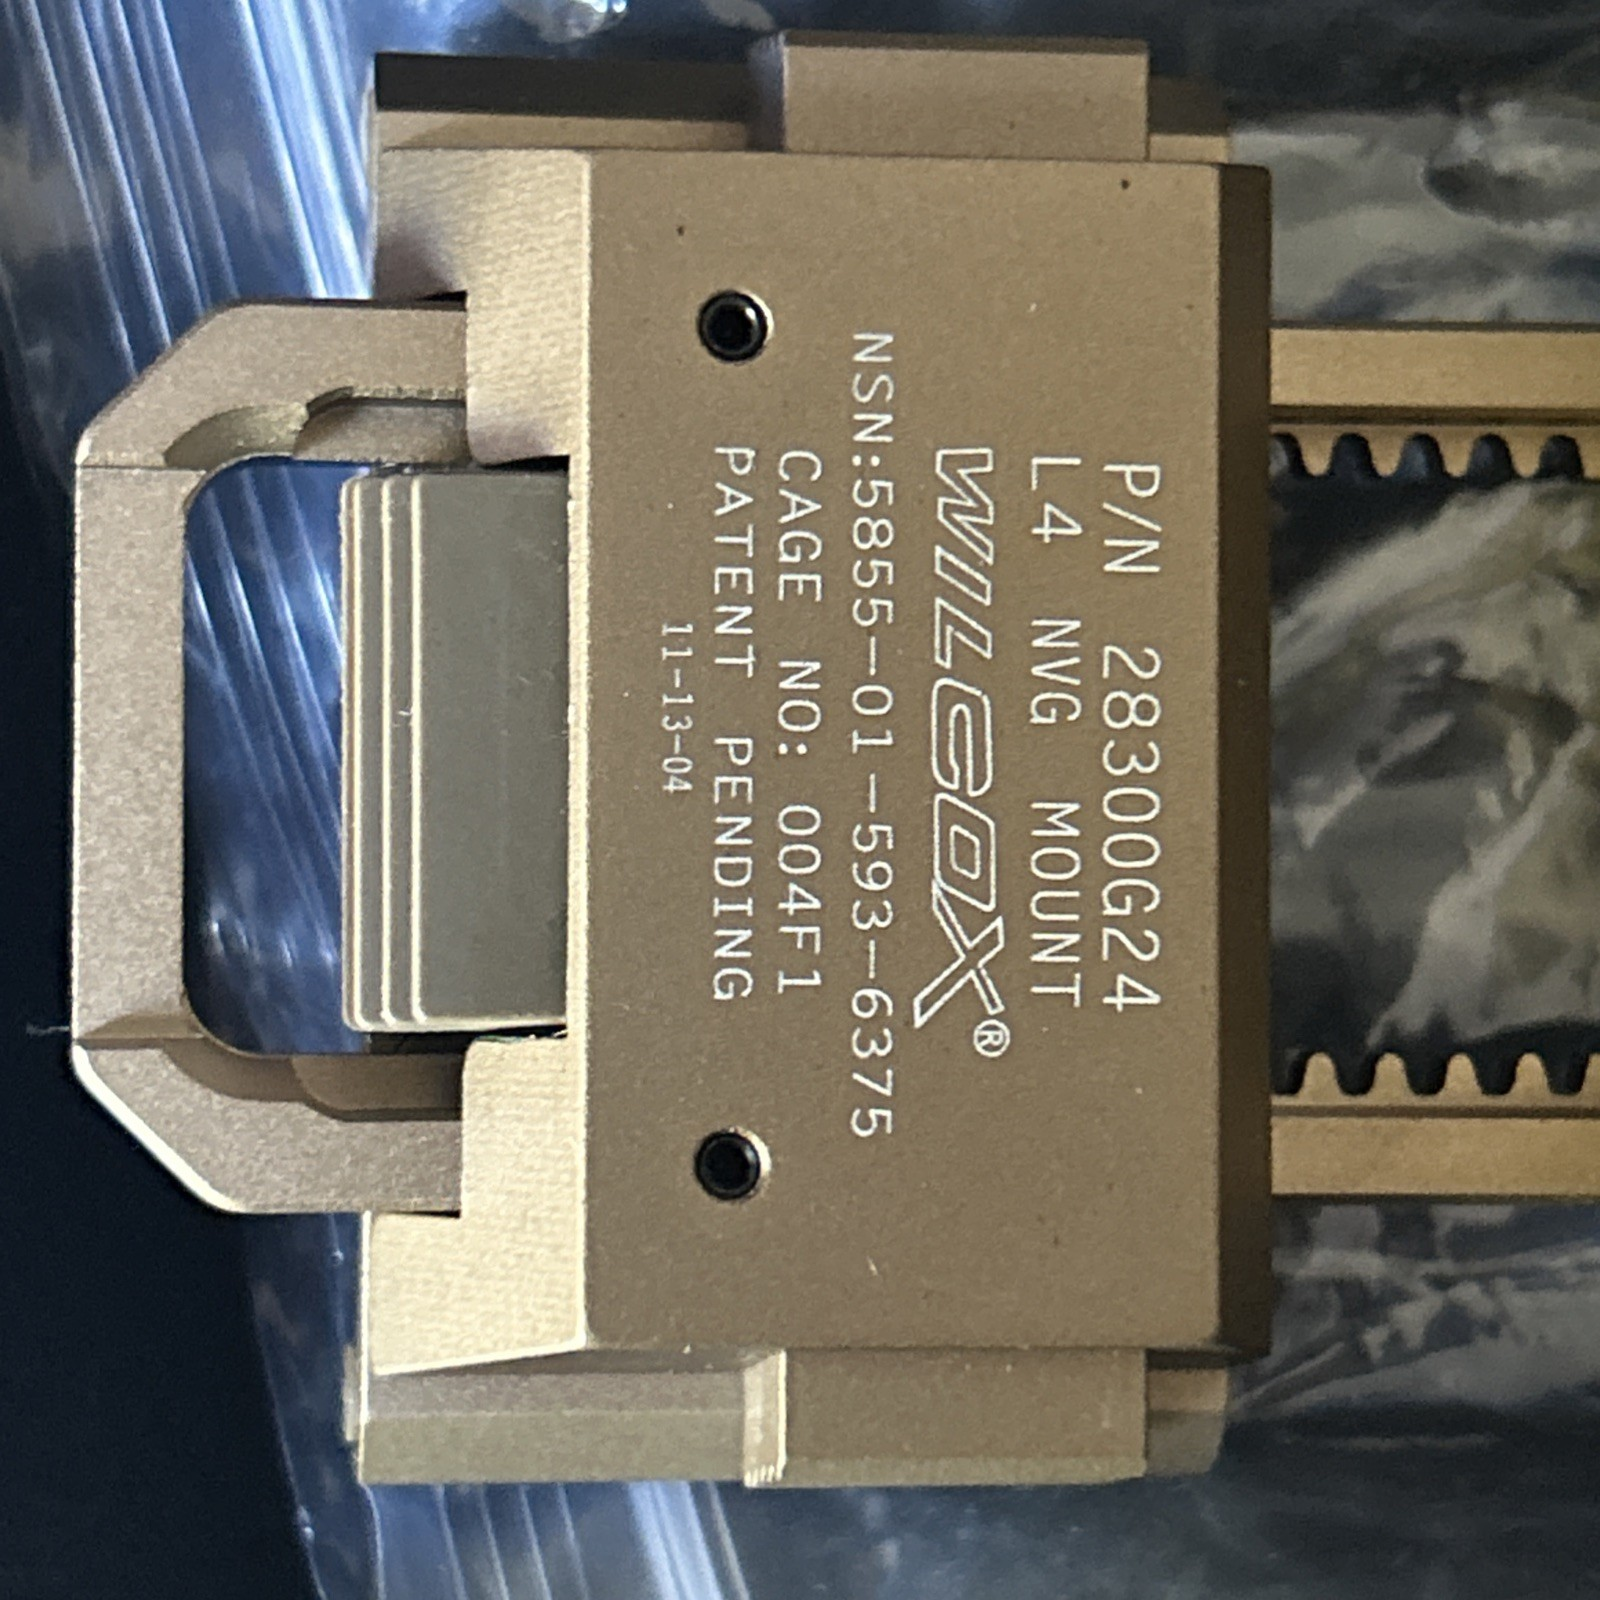 P/N 28300G24
L4 NVG MOUNT
WILCOX®
NSN:5855-01-593-6375
CAGE NO: 004F1
PATENT PENDING
11-13-04